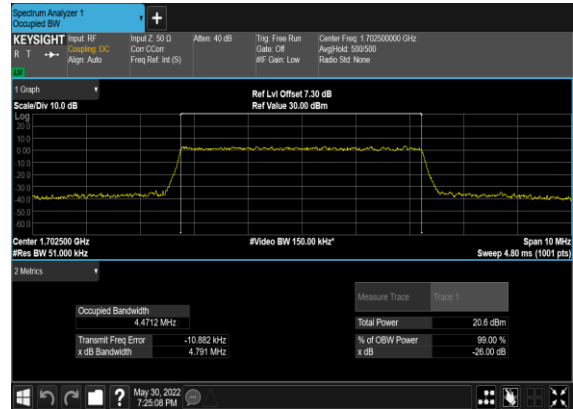 Spectrum Analyzer 1
Occupied BW
+
KEYSIGHT Input: RF Input Z: 50 Ω Atten: 40 dB Trig: Free Run Center Freq: 1.702500000 GHz
R T Coupling: DC Corr CCorr Gate: Off Avg|Hold: 500/500
Align: Auto Freq Ref: Int (S) #IF Gain: Low Radio Std: None
LW
1 Graph Ref Lvl Offset 7.30 dB
Scale/Div 10.0 dB Ref Value 30.00 dBm
Log
20.0
10.0
0.00
-10.0
-20.0
-30.0
-40.0
-50.0
-60.0
Center 1.702500 GHz #Video BW 150.00 kHz* Span 10 MHz
#Res BW 51.000 kHz Sweep 4.80 ms (1001 pts)
2 Metrics
Measure Trace Trace 1
Occupied Bandwidth
4.4712 MHz Total Power 20.6 dBm
Transmit Freq Error -10.882 kHz % of OBW Power 99.00 %
x dB Bandwidth 4.791 MHz x dB -26.00 dB
? May 30, 2022
7:25:08 PM